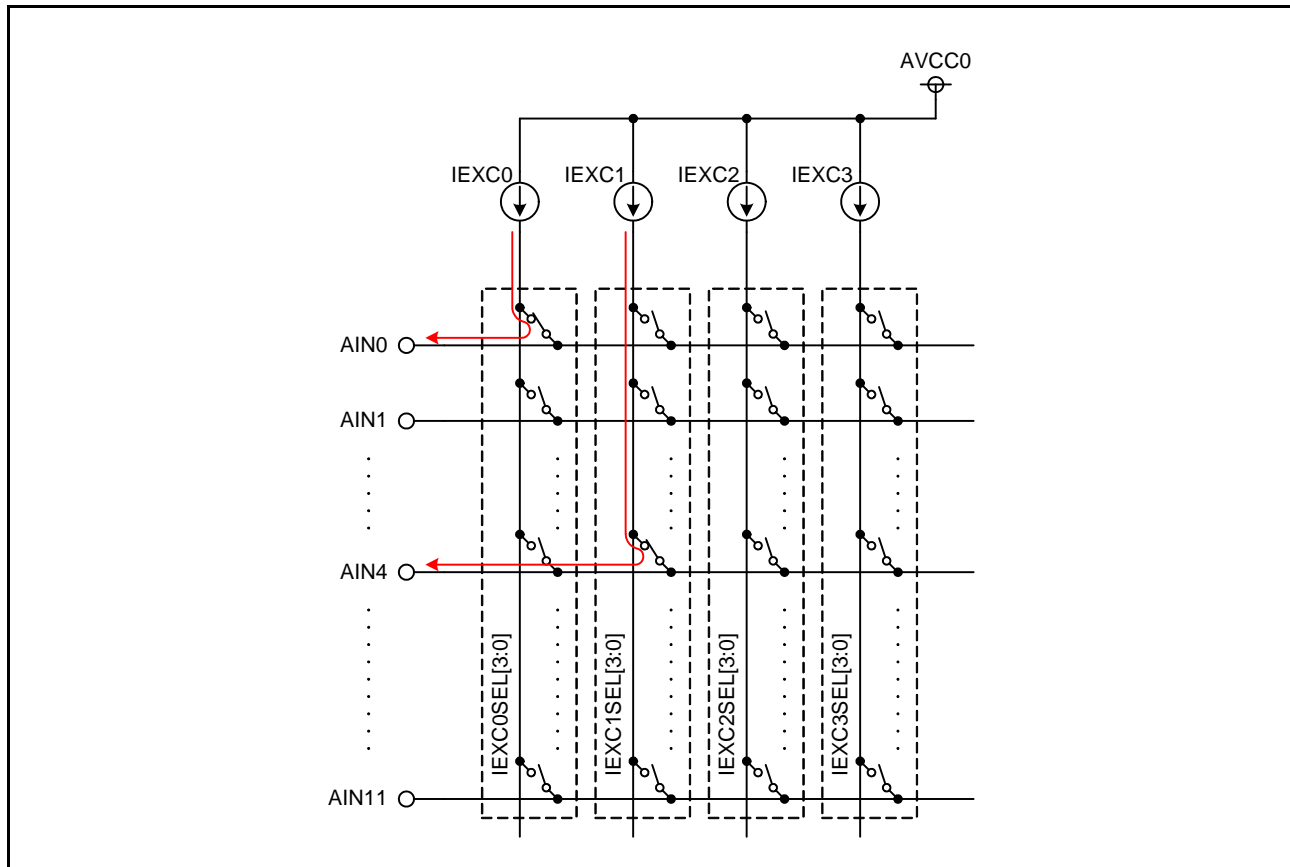 AVCC0
IEXC0 IEXC1 IEXC2 IEXC3
AIN0
AIN1
AIN4
IEXC0SEL[3:0] IEXC1SEL[3:0] IEXC2SEL[3:0] IEXC3SEL[3:0]
AIN11